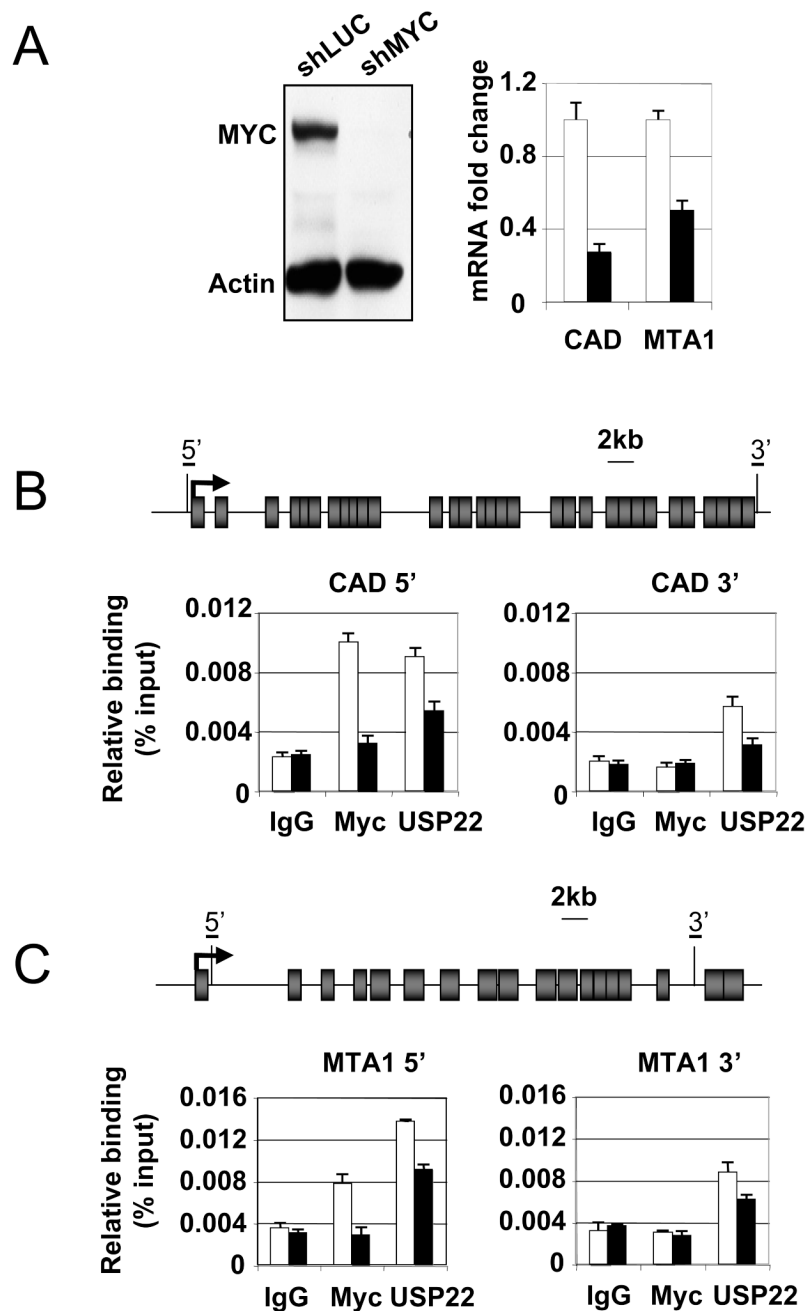 A
shLUC shMYC
MYC
Actin
mRNA fold change
1.2
0.8
0.4
0
CAD MTA1
B
5’ 2kb 3’
CAD 5’
Relative binding
(% input)
0.012
0.008
0.004
0
IgG Myc USP22
CAD 3’
0.012
0.008
0.004
0
IgG Myc USP22
C
5’ 2kb 3’
MTA1 5’
Relative binding
(% input)
0.016
0.012
0.008
0.004
0
IgG Myc USP22
MTA1 3’
0.016
0.012
0.008
0.004
0
IgG Myc USP22